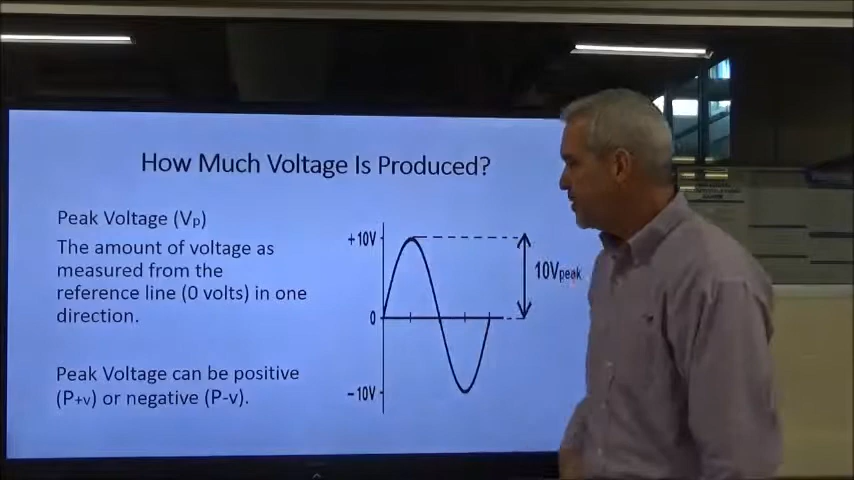 How Much Voltage Is Produced?
Peak Voltage (Vp)
The amount of voltage as
measured from the
reference line (0 volts) in one
direction.
Peak Voltage can be positive
(P+v) or negative (P-v).
+10V
0
−10V
10Vpeak